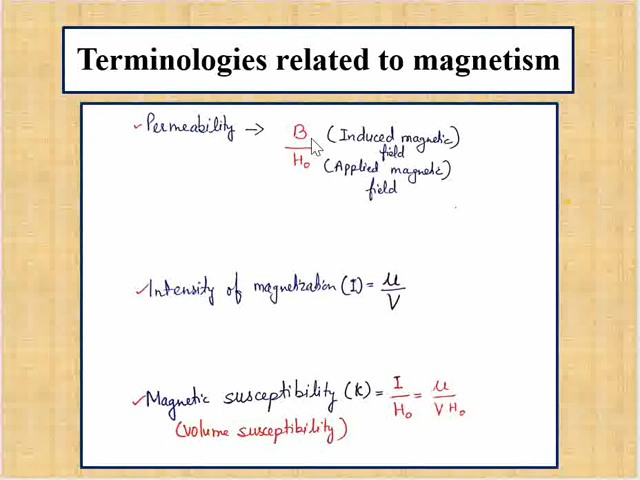 Terminologies related to magnetism
✓ Permeability → B / H₀ (Induced magnetic field) (Applied magnetic field)
✓ Intensity of magnetization (I) = μ / V
✓ Magnetic susceptibility (K) = I / H₀ = μ / V H₀
(volume susceptibility)